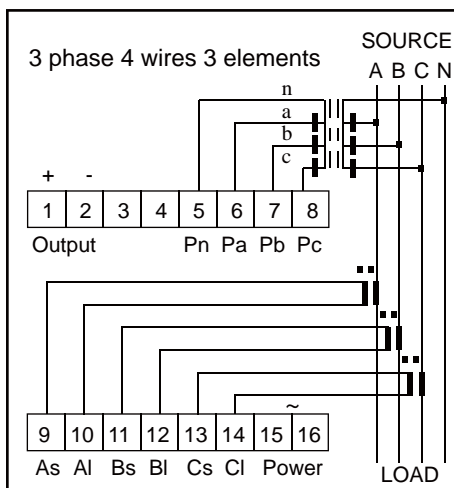 SOURCE
3 phase 4 wires 3 elements
A B C N
n
a
b
c
+ -
1 2 3 4 5 6 7 8
Output Pn Pa Pb Pc
~
9 10 11 12 13 14 15 16
As Al Bs Bl Cs Cl Power
LOAD